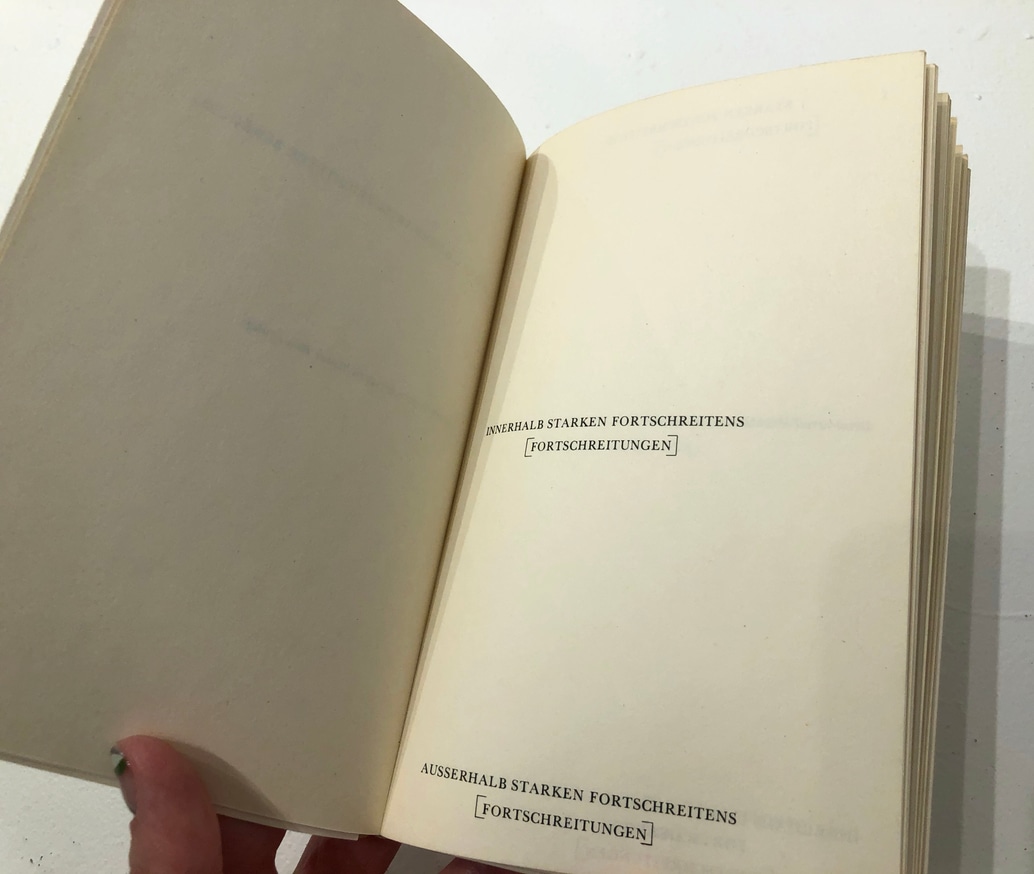 INNERHALB STARKEN FORTSCHREITENS
[FORTSCHREITUNGEN]
AUSSERHALB STARKEN FORTSCHREITENS
[FORTSCHREITUNGEN]